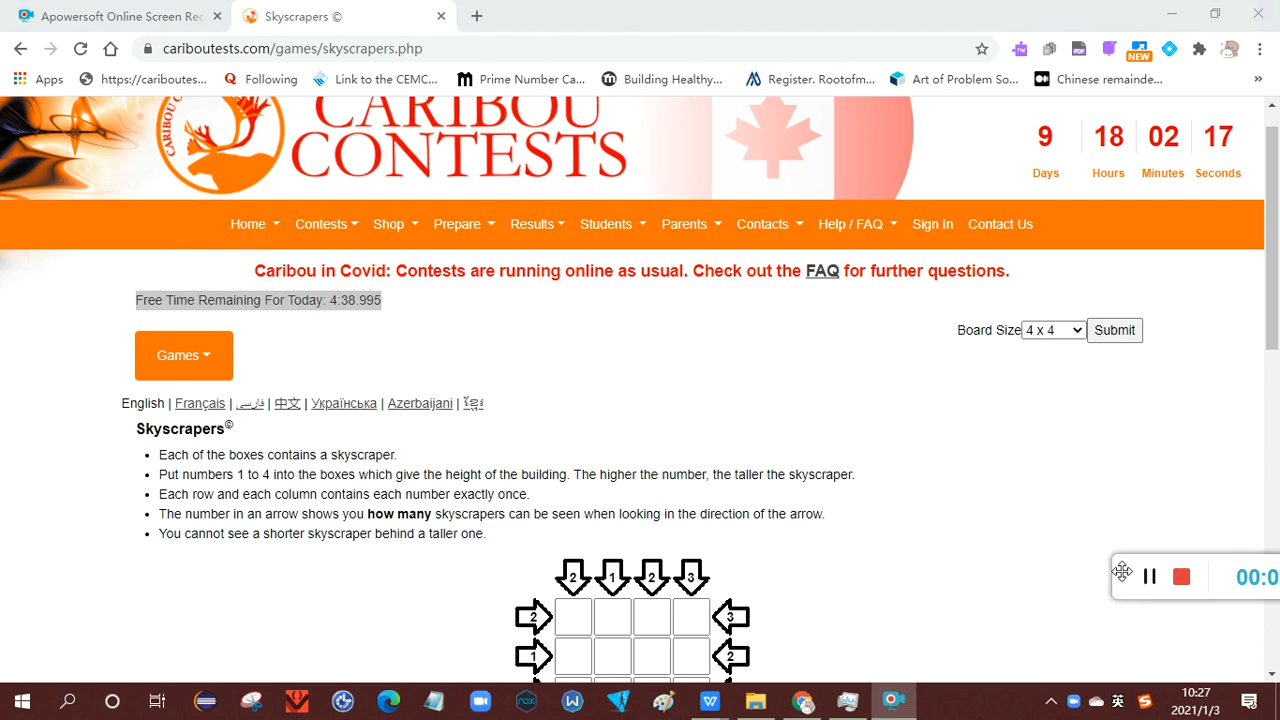 Apowersoft Online Screen Rec
Skyscrapers ©
cariboutests.com/games/skyscrapers.php
NEW
Apps
https://cariboutes...
Following
Link to the CEMC...
Prime Number Ca...
Building Healthy...
Register. Rootofm...
Art of Problem So...
Chinese remainde...
CARIBOU
CONTESTS
9 18 02 17
Days Hours Minutes Seconds
Home Contests Shop Prepare Results Students Parents Contacts Help / FAQ Sign In Contact Us
Caribou in Covid: Contests are running online as usual. Check out the FAQ for further questions.
Free Time Remaining For Today: 4:38.995
Board Size 4 x 4 Submit
Games
English | Français | فارسی | 中文 | Українська | Azerbaijani |
Skyscrapers©
• Each of the boxes contains a skyscraper.
• Put numbers 1 to 4 into the boxes which give the height of the building. The higher the number, the taller the skyscraper.
• Each row and each column contains each number exactly once.
• The number in an arrow shows you how many skyscrapers can be seen when looking in the direction of the arrow.
• You cannot see a shorter skyscraper behind a taller one.
2 1 2 3
2 3
1 2
00:0
英
10:27
2021/1/3